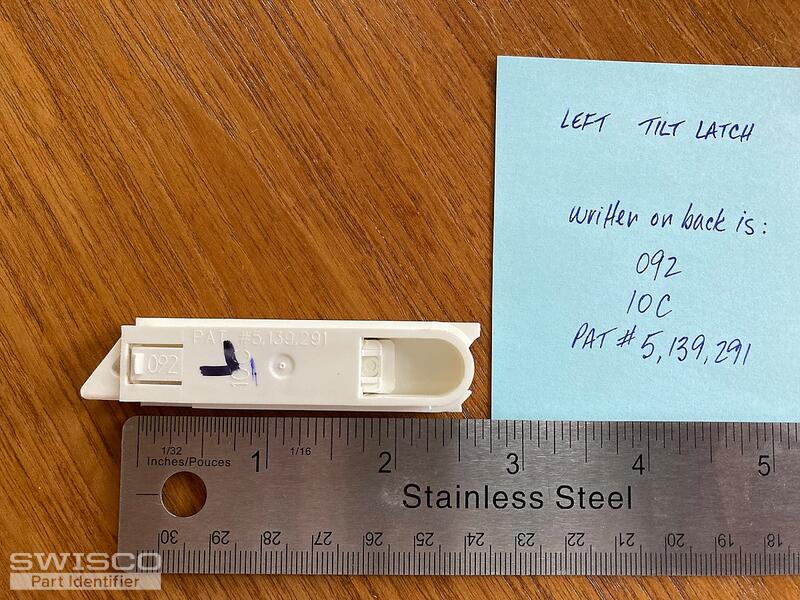 LEFT TILT LATCH
written on back is:
092
10C
PAT # 5,139,291
PAT #5,139,291
092
L
1/32
Inches/Pouces
1/16
1 2 3 4 5
Stainless Steel
30 29 28 27 26 25 24 23 22 21 20 19 18
SWISCO
Part Identifier